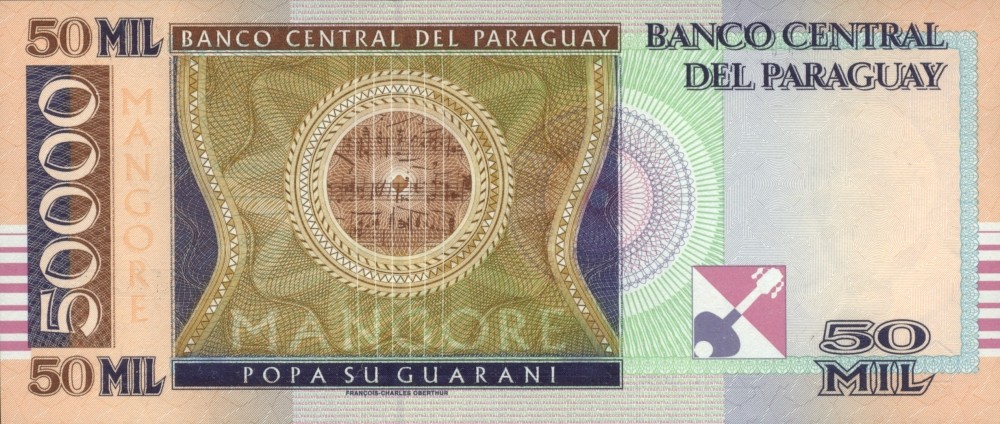 50 MIL
BANCO CENTRAL DEL PARAGUAY
BANCO CENTRAL
DEL PARAGUAY
50000
MANGORE
MANGORE
50 MIL
POPA SU GUARANI
FRANÇOIS-CHARLES OBERTHUR
50
MIL